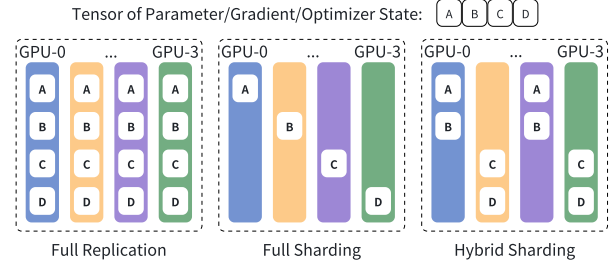 Tensor of Parameter/Gradient/Optimizer State: A B C D
GPU-0 ... GPU-3 GPU-0 ... GPU-3 GPU-0 ... GPU-3
A A A A A A A
B B B B B B B
C C C C C C C
D D D D D D D
Full Replication Full Sharding Hybrid Sharding